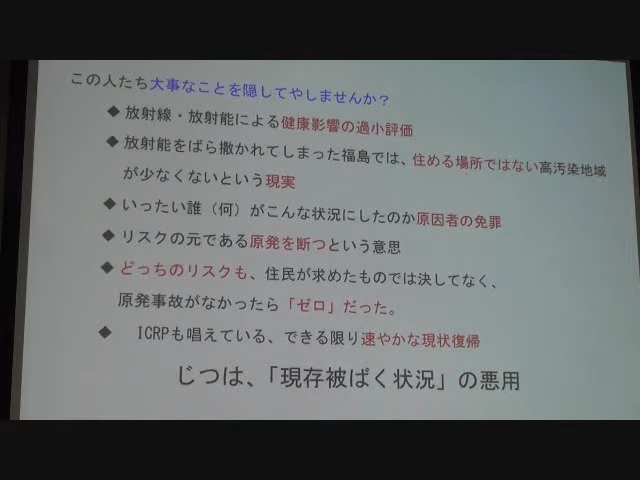 この人たち大事なことを隠してやしませんか？
◆ 放射線・放射能による健康影響の過小評価
◆ 放射能をばら撒かれてしまった福島では、住める場所ではない高汚染地域
が少なくないという現実
◆ いったい誰（何）がこんな状況にしたのか原因者の免罪
◆ リスクの元である原発を断つという意思
◆ どっちのリスクも、住民が求めたものでは決してなく、
原発事故がなかったら「ゼロ」だった。
◆ ICRPも唱えている、できる限り速やかな現状復帰
じつは、「現存被ばく状況」の悪用